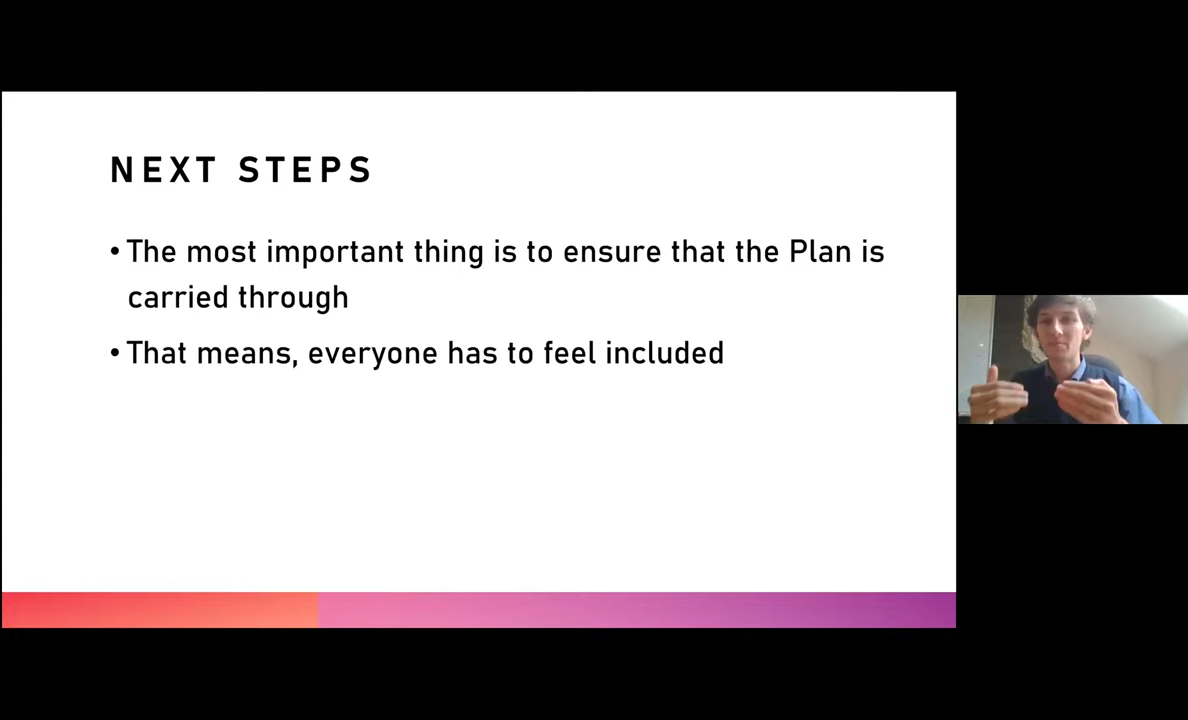 NEXT STEPS
• The most important thing is to ensure that the Plan is
carried through
• That means, everyone has to feel included